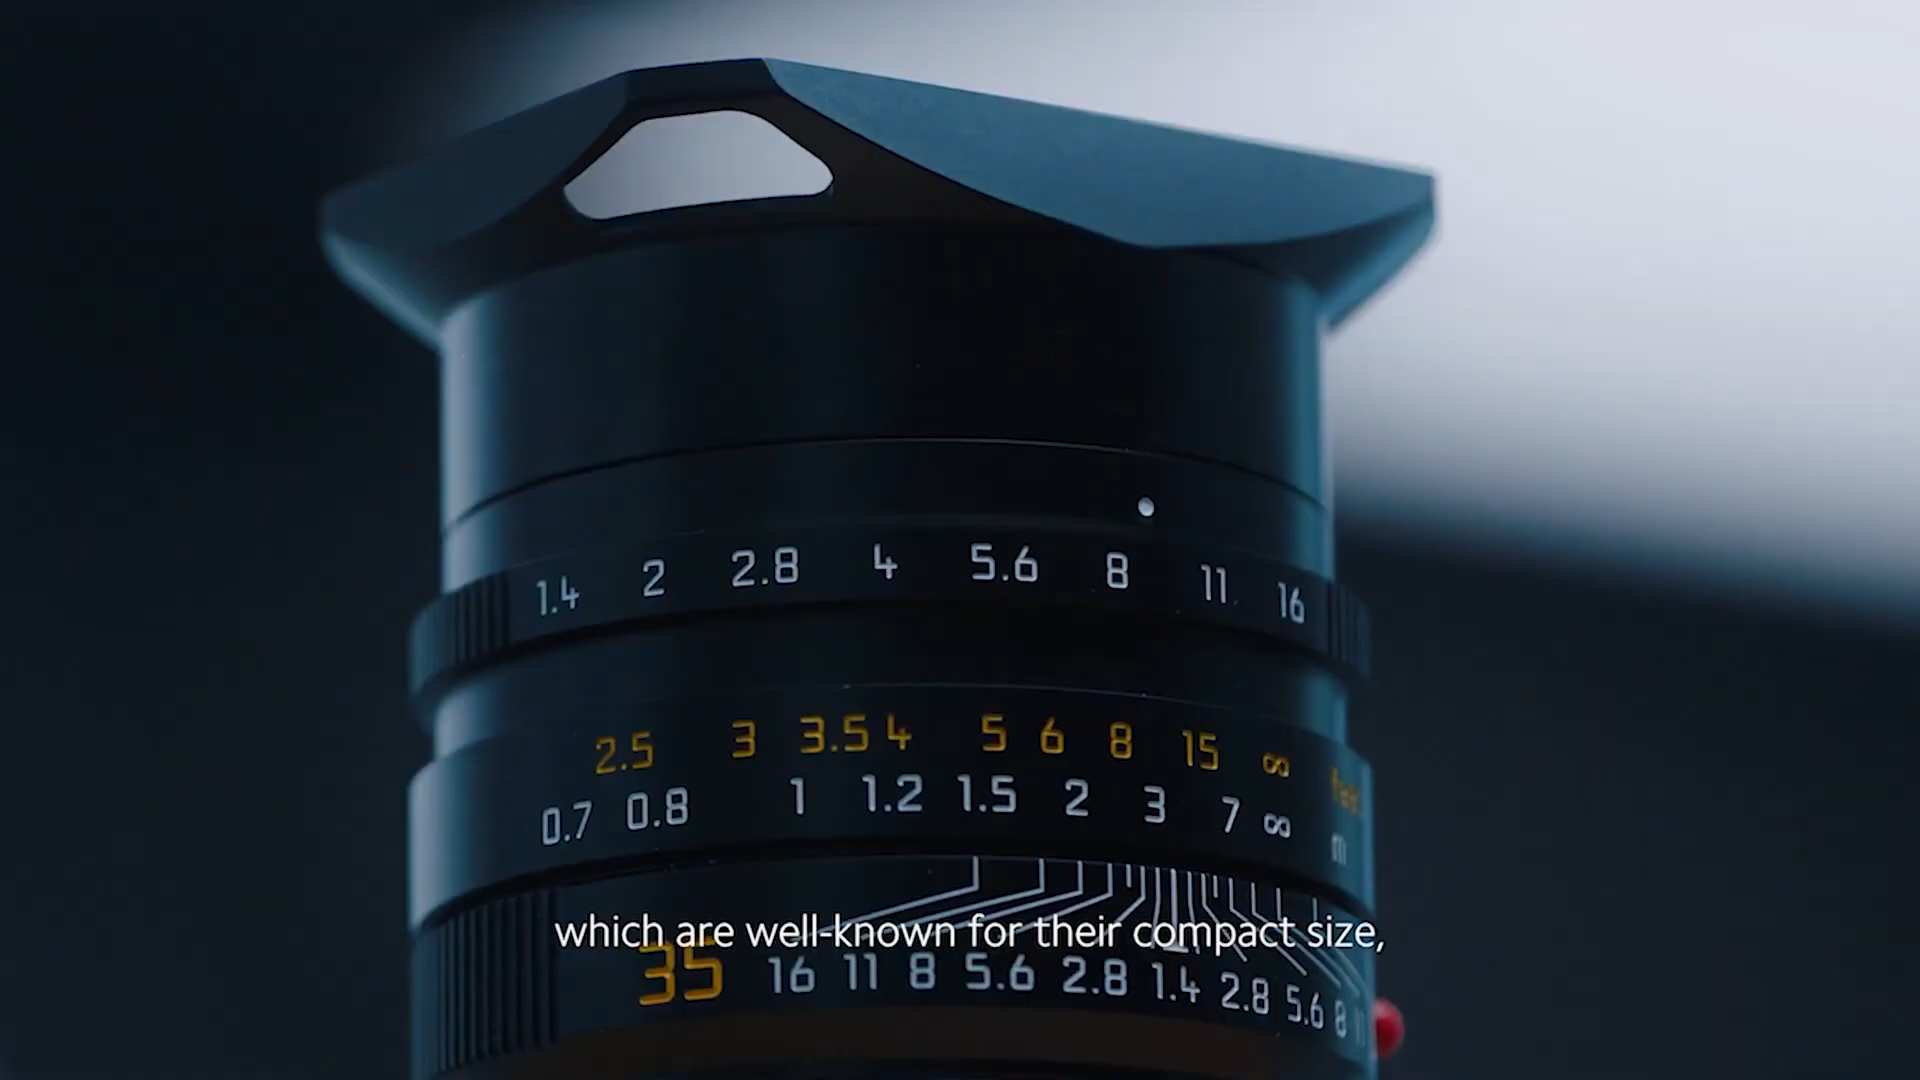 1.4 2 2.8 4 5.6 8 11 16
2.5 3 3.5 4 5 6 8 15 ∞ feet
0.7 0.8 1 1.2 1.5 2 3 7 ∞ m
which are well-known for their compact size,
35 16 11 8 5.6 2.8 1.4 2.8 5.6 8 11